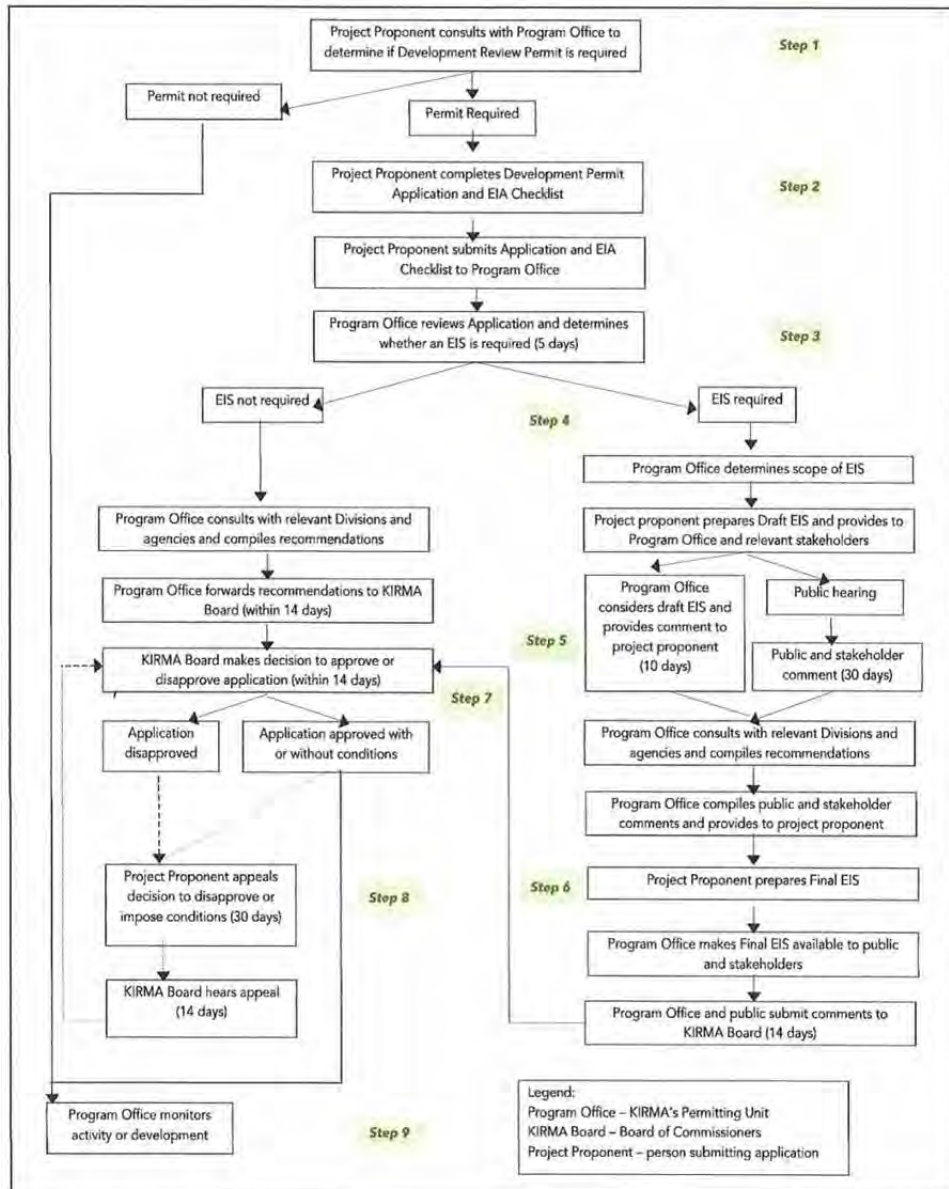 Project Proponent consults with Program Office to
determine if Development Review Permit is required
Step 1
Permit not required
Permit Required
Project Proponent completes Development Permit
Application and EIA Checklist
Step 2
Project Proponent submits Application and EIA
Checklist to Program Office
Program Office reviews Application and determines
whether an EIS is required (5 days)
Step 3
EIS not required
EIS required
Step 4
Program Office determines scope of EIS
Program Office consults with relevant Divisions and
agencies and compiles recommendations
Project proponent prepares Draft EIS and provides to
Program Office and relevant stakeholders
Program Office forwards recommendations to KIRMA
Board (within 14 days)
Program Office
considers draft EIS and
provides comment to
project proponent
(10 days)
Public hearing
Step 5
Public and stakeholder
comment (30 days)
KIRMA Board makes decision to approve or
disapprove application (within 14 days)
Step 7
Application
disapproved
Application approved with
or without conditions
Program Office consults with relevant Divisions and
agencies and compiles recommendations
Program Office compiles public and stakeholder
comments and provides to project proponent
Project Proponent appeals
decision to disapprove or
impose conditions (30 days)
Step 8
Step 6
Project Proponent prepares Final EIS
Program Office makes Final EIS available to public
and stakeholders
KIRMA Board hears appeal
(14 days)
Program Office and public submit comments to
KIRMA Board (14 days)
Program Office monitors
activity or development
Step 9
Legend:
Program Office – KIRMA's Permitting Unit
KIRMA Board – Board of Commissioners
Project Proponent – person submitting application